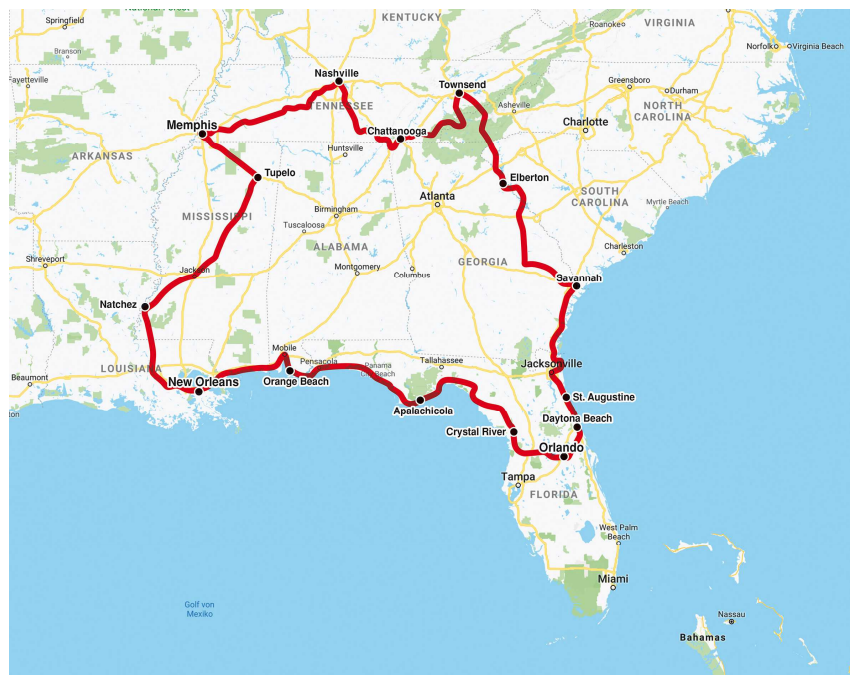 KENTUCKY
Springfield
Roanoke
VIRGINIA
Branson
Norfolk
Virginia Beach
Fayetteville
Nashville
Townsend
Greensboro
Durham
TENNESSEE
Asheville
NORTH
CAROLINA
Memphis
Chattanooga
Charlotte
Huntsville
ARKANSAS
Tupelo
Elberton
Atlanta
SOUTH
CAROLINA
Birmingham
MISSISSIPPI
Myrtle Beach
Tuscaloosa
ALABAMA
Charleston
Shreveport
Jackson
Montgomery
Columbus
GEORGIA
Savannah
Natchez
Mobile
Pensacola
Tallahassee
Jacksonville
LOUISIANA
Panama
City Beach
Beaumont
New Orleans
Orange Beach
St. Augustine
Apalachicola
Daytona Beach
Crystal River
Orlando
Tampa
FLORIDA
West Palm
Beach
Miami
Golf von
Mexiko
Nassau
Bahamas